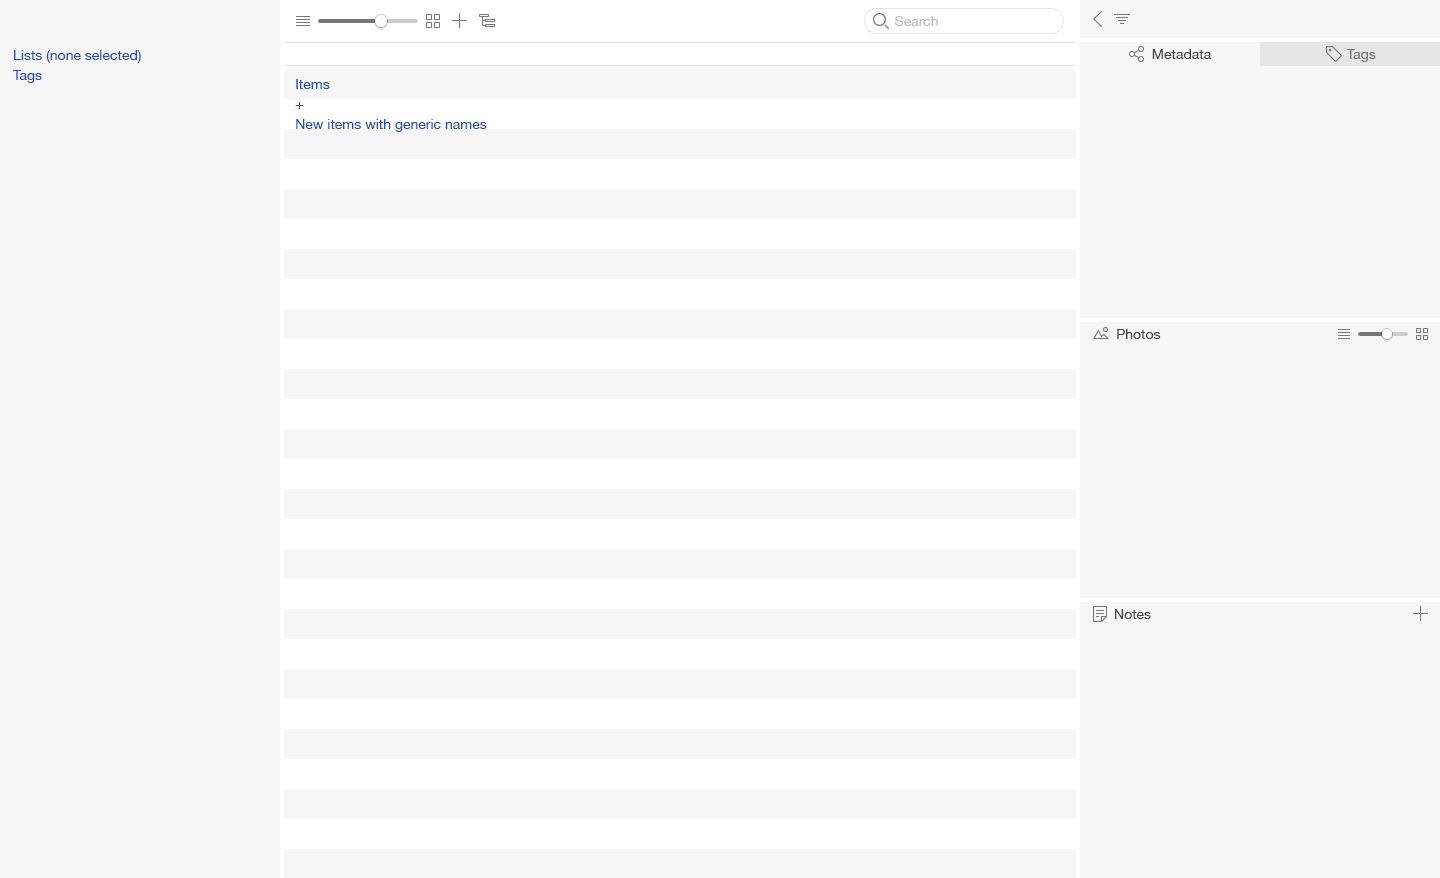 Lists (none selected)
Tags
Search
Items
+
New items with generic names
Metadata
Tags
Photos
Notes